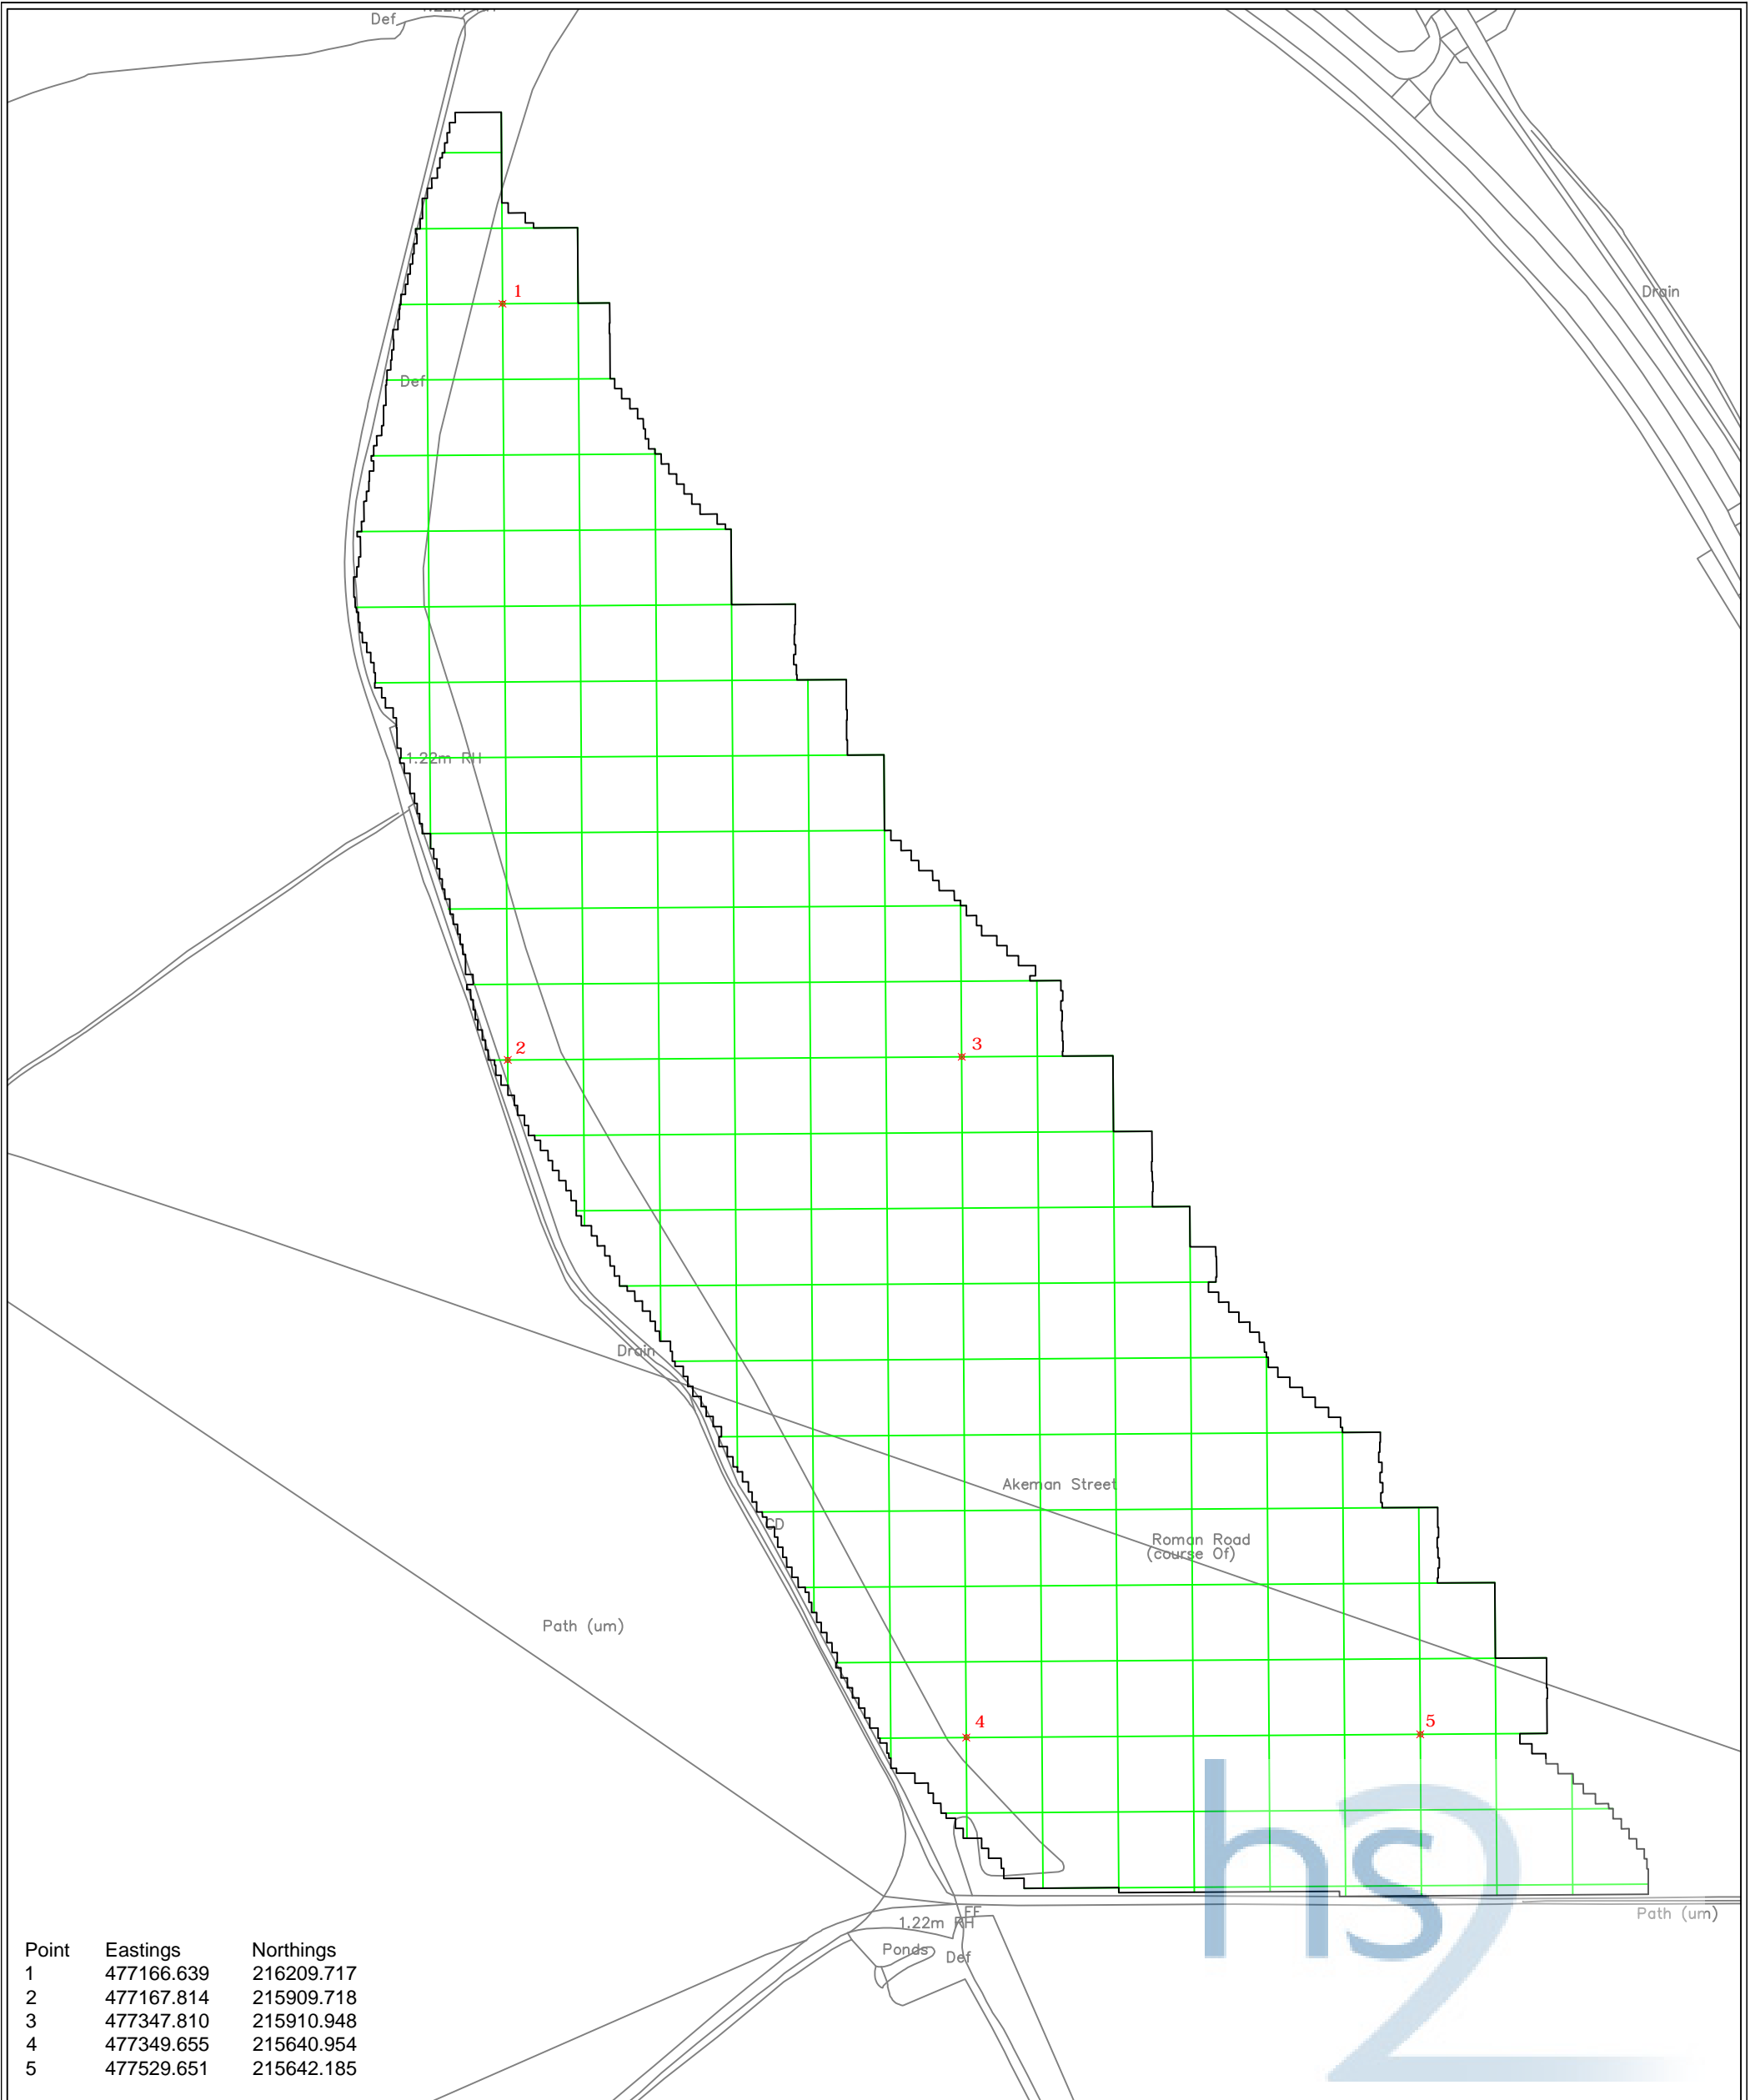 Def
Drain
1
Def
1.22m RH
2
3
Drain
Akeman Street
CD
Roman Road
(course Of)
Path (um)
4
5
hs2
FF
1.22m RH
Path (um)
Ponds
Def
Point Eastings Northings
1 477166.639 216209.717
2 477167.814 215909.718
3 477347.810 215910.948
4 477349.655 215640.954
5 477529.651 215642.185